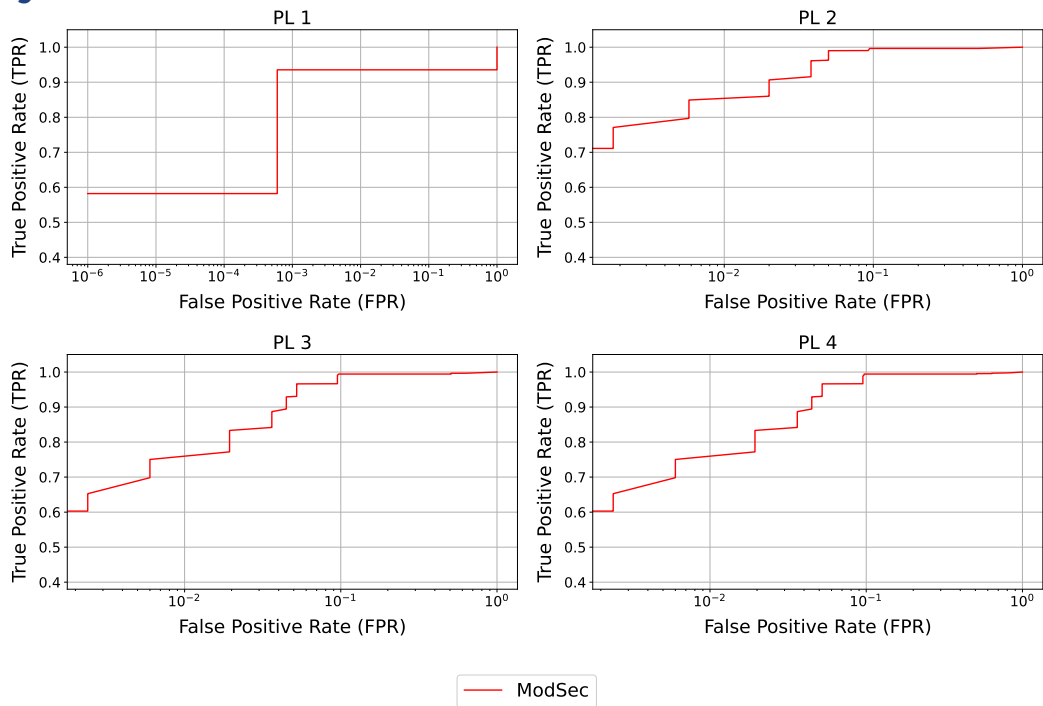 PL 1
True Positive Rate (TPR)
1.0
0.9
0.8
0.7
0.6
0.5
0.4
10⁻⁶ 10⁻⁵ 10⁻⁴ 10⁻³ 10⁻² 10⁻¹ 10⁰
False Positive Rate (FPR)
PL 2
True Positive Rate (TPR)
1.0
0.9
0.8
0.7
0.6
0.5
0.4
10⁻² 10⁻¹ 10⁰
False Positive Rate (FPR)
PL 3
True Positive Rate (TPR)
1.0
0.9
0.8
0.7
0.6
0.5
0.4
10⁻² 10⁻¹ 10⁰
False Positive Rate (FPR)
PL 4
True Positive Rate (TPR)
1.0
0.9
0.8
0.7
0.6
0.5
0.4
10⁻² 10⁻¹ 10⁰
False Positive Rate (FPR)
ModSec